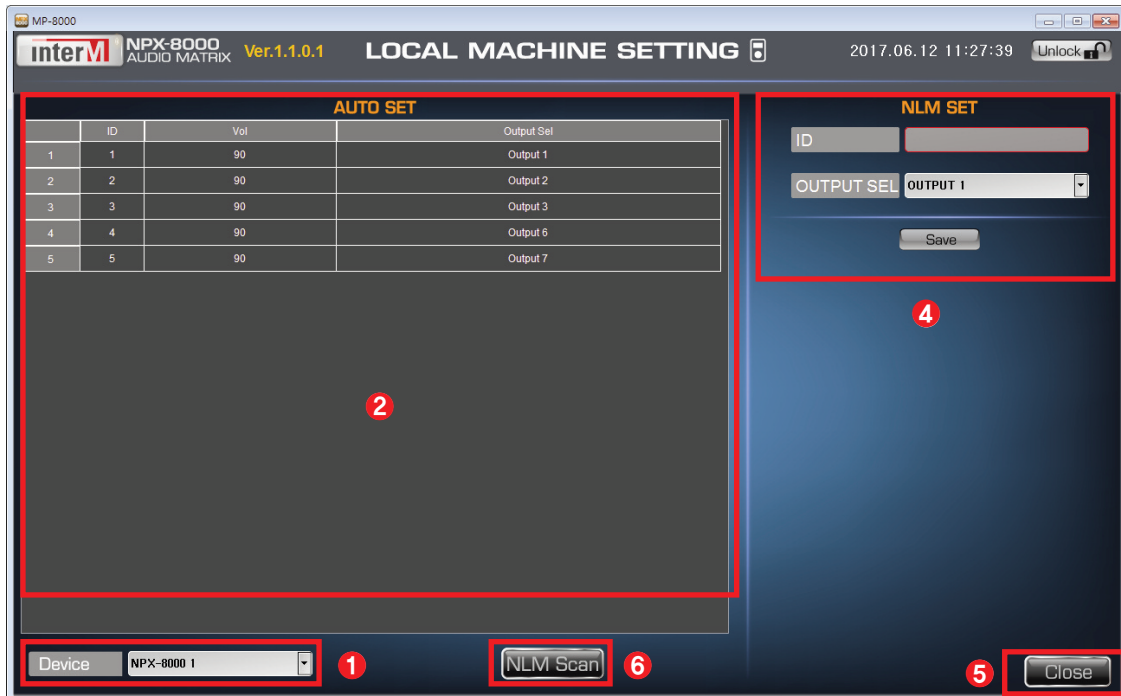 MP-8000
interM NPX-8000 AUDIO MATRIX Ver.1.1.0.1 LOCAL MACHINE SETTING 2017.06.12 11:27:39 Unlock
AUTO SET
ID Vol Output Sel
1 1 90 Output 1
2 2 90 Output 2
3 3 90 Output 3
4 4 90 Output 6
5 5 90 Output 7
2
NLM SET
ID
OUTPUT SEL OUTPUT 1
Save
4
Device NPX-8000 1 1 NLM Scan 6 5 Close